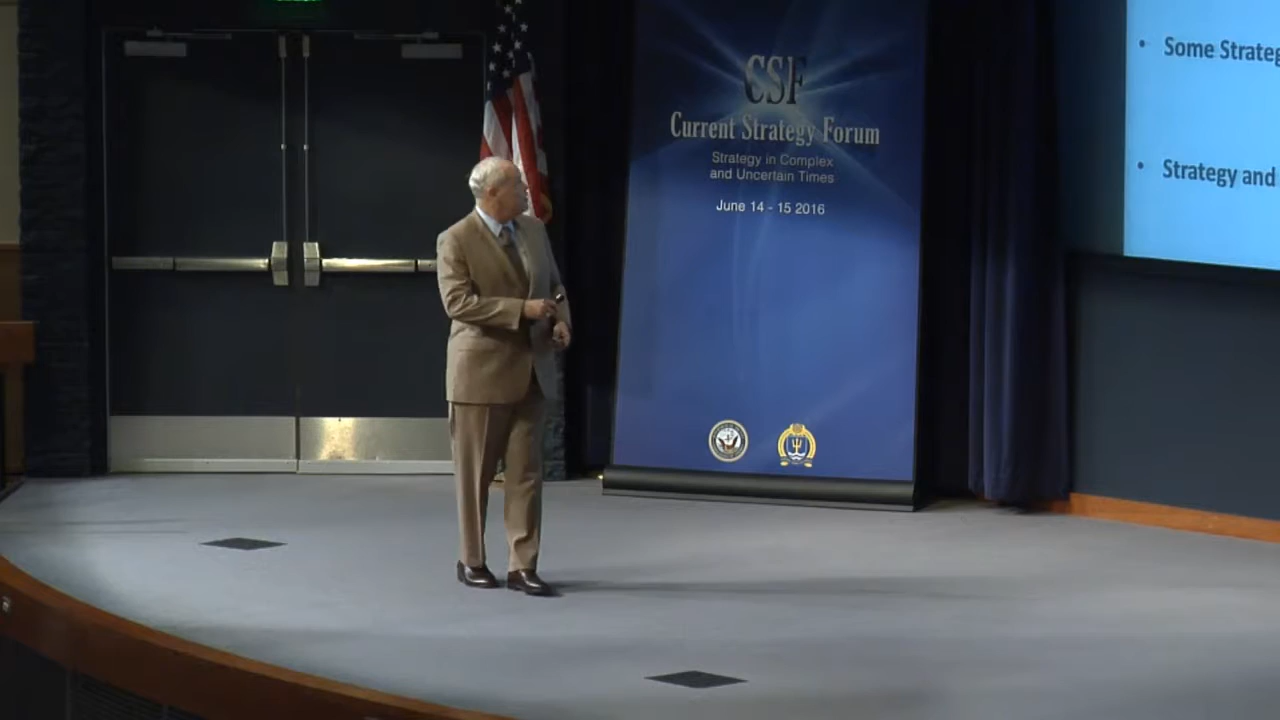 CSF
Current Strategy Forum
Strategy in Complex
and Uncertain Times
June 14 - 15 2016
• Some Strateg
• Strategy and